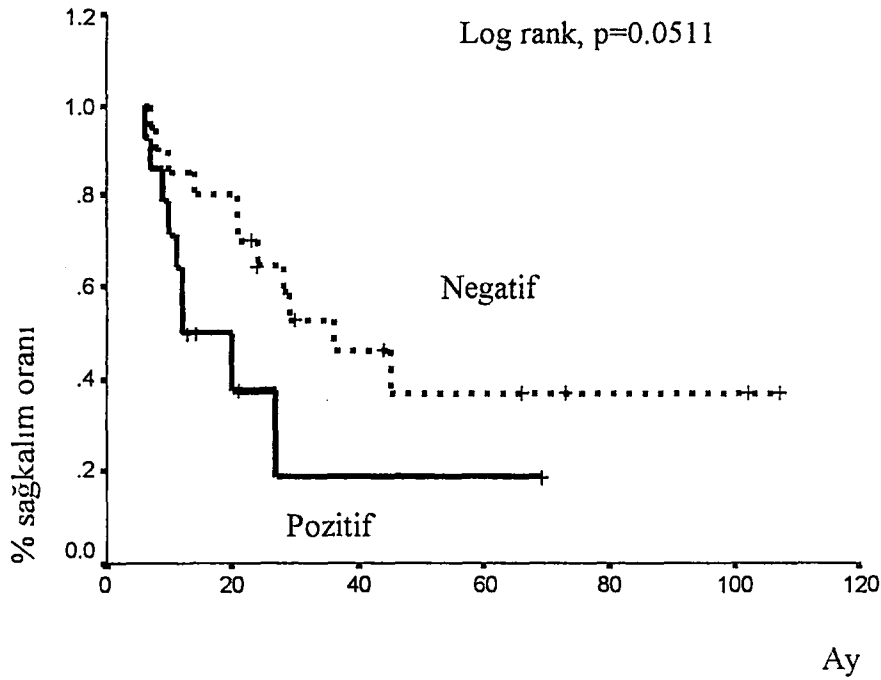 Log rank, p=0.0511
1.2
1.0
.8
.6
.4
.2
0.0
% sağkalım oranı
Negatif
Pozitif
0
20
40
60
80
100
120
Ay